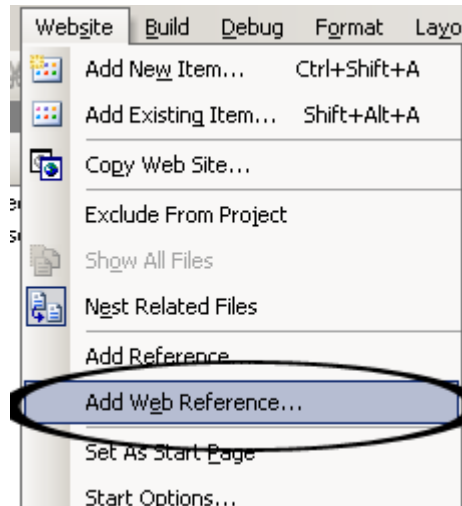 Website Build Debug Format Layo
Add New Item... Ctrl+Shift+A
Add Existing Item... Shift+Alt+A
Copy Web Site...
Exclude From Project
Show All Files
Nest Related Files
Add Reference...
Add Web Reference...
Set As Start Page
Start Options...